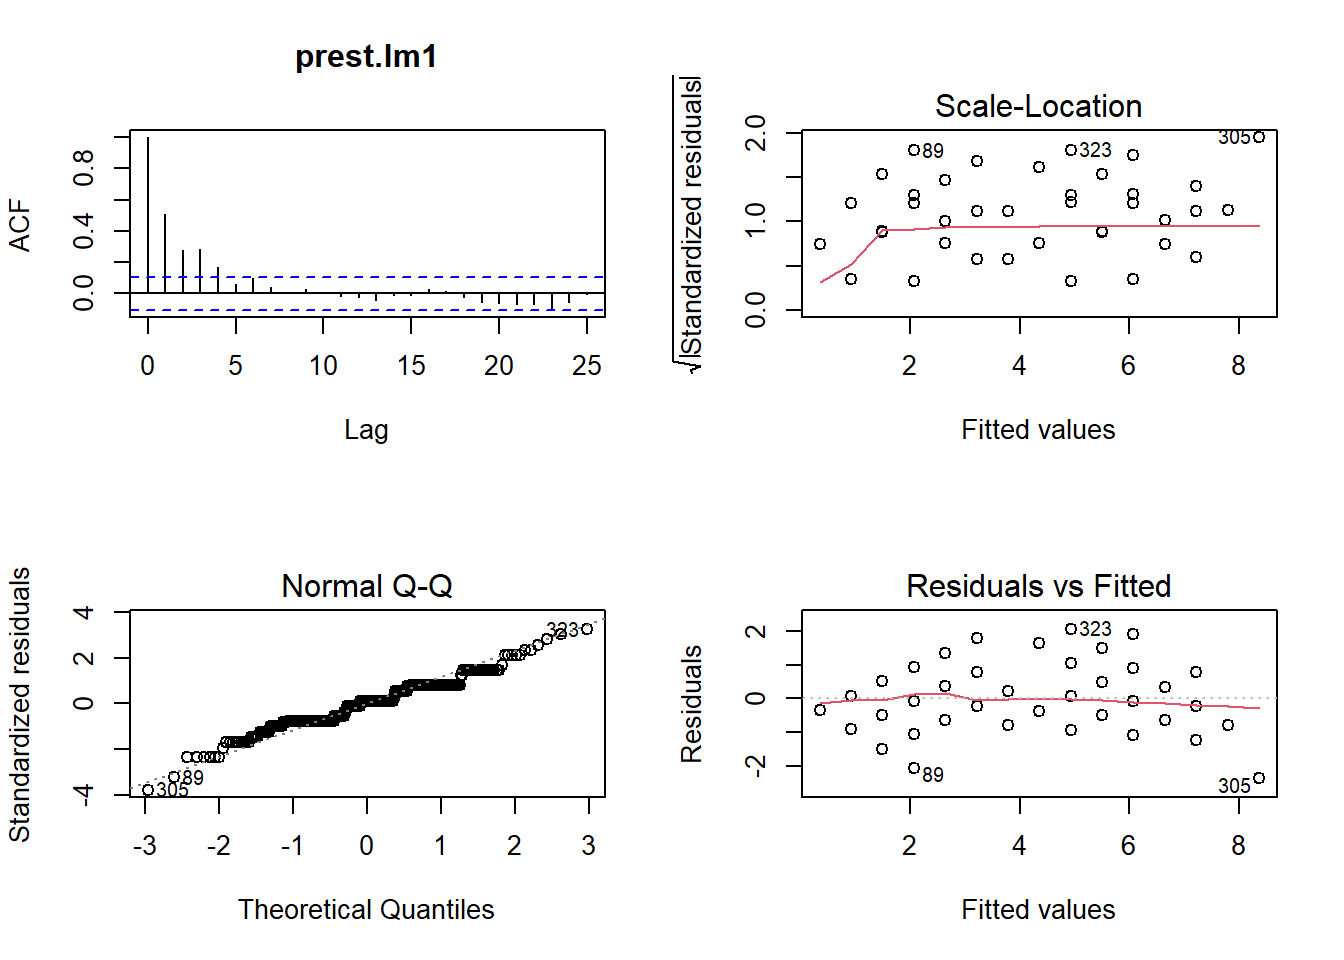 prest.lm1
ACF
0.0 0.4 0.8
0 5 10 15 20 25
Lag
Scale-Location
√|Standardized residuals|
0.0 1.0 2.0
89
323
305
2 4 6 8
Fitted values
Normal Q-Q
Standardized residuals
-4 0 2 4
323
89
305
-3 -2 -1 0 1 2 3
Theoretical Quantiles
Residuals vs Fitted
Residuals
-2 0 2
323
89
305
2 4 6 8
Fitted values